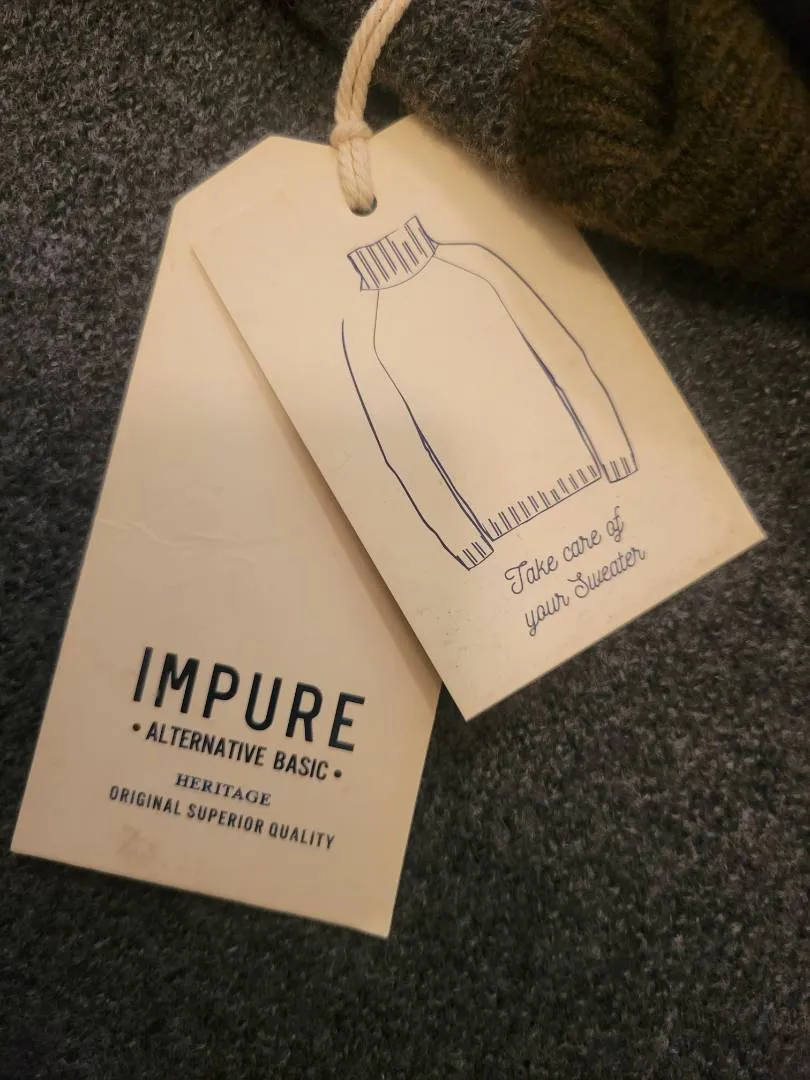 IMPURE
• ALTERNATIVE BASIC •
HERITAGE
ORIGINAL SUPERIOR QUALITY
Take care of
your Sweater